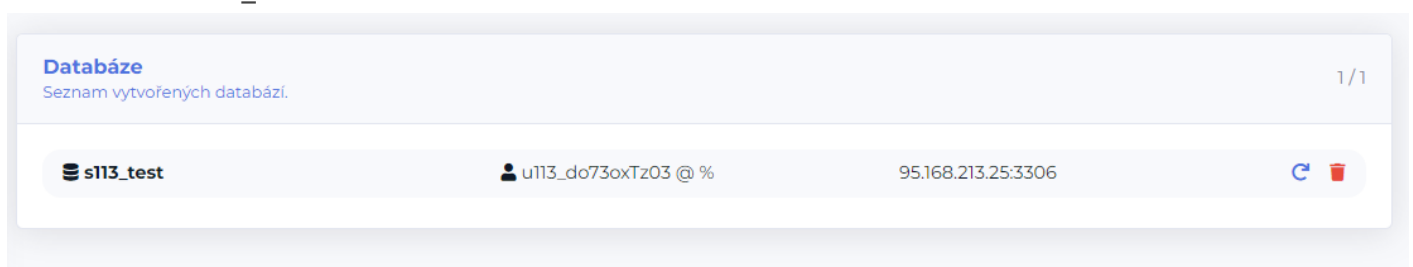 Databáze
Seznam vytvořených databází.
1 / 1
s113_test
u113_do73oxTz03 @ %
95.168.213.25:3306